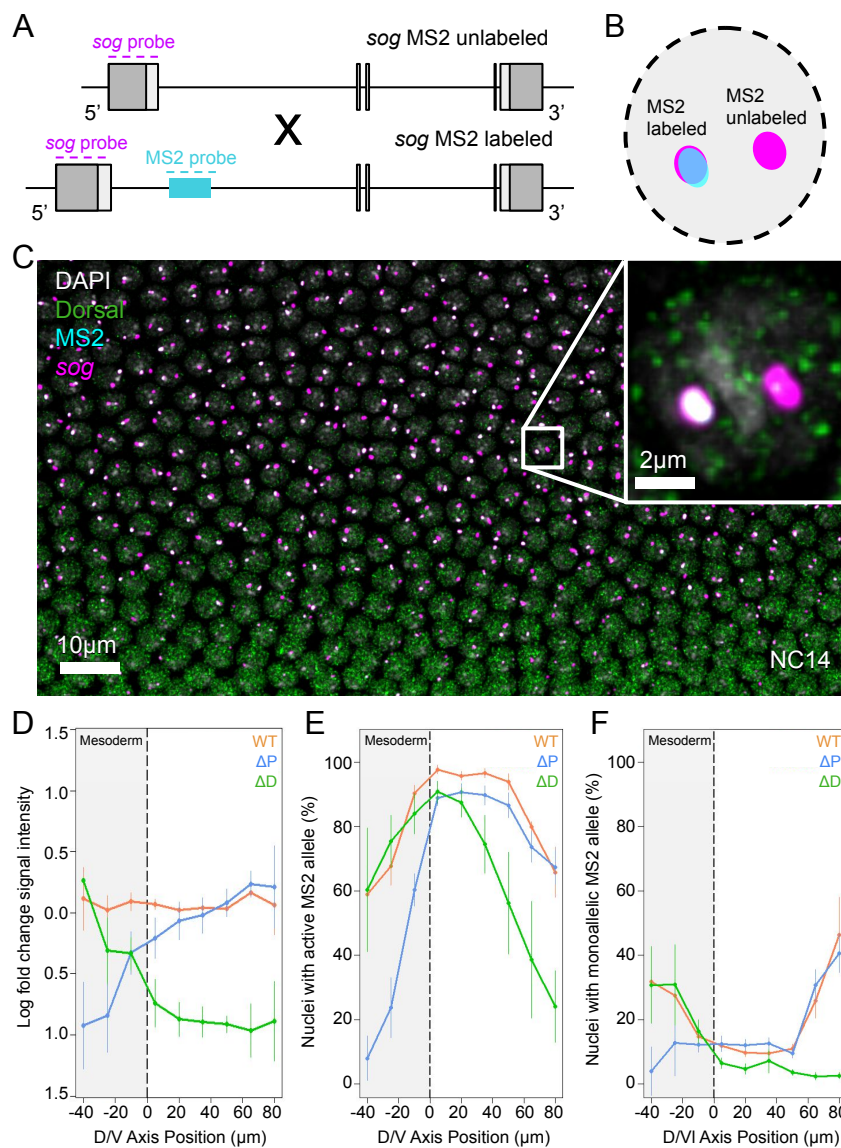 A
sog probe
sog MS2 unlabeled
5’
3’
X
sog probe
MS2 probe
sog MS2 labeled
5’
3’
B
MS2
labeled
MS2
unlabeled
C
DAPI
Dorsal
MS2
sog
2µm
10µm
NC14
D
Mesoderm
WT
ΔP
ΔD
Log fold change signal intensity
1.5
1.0
0.5
0.0
0.5
1.0
1.5
-40 -20 0 20 40 60 80
D/V Axis Position (µm)
E
Mesoderm
WT
ΔP
ΔD
Nuclei with active MS2 allele (%)
100
80
60
40
20
0
-40 -20 0 20 40 60 80
D/V Axis Position (µm)
F
Mesoderm
WT
ΔP
ΔD
Nuclei with monoallelic MS2 allele (%)
100
80
60
40
20
0
-40 -20 0 20 40 60 80
D/Vl Axis Position (µm)